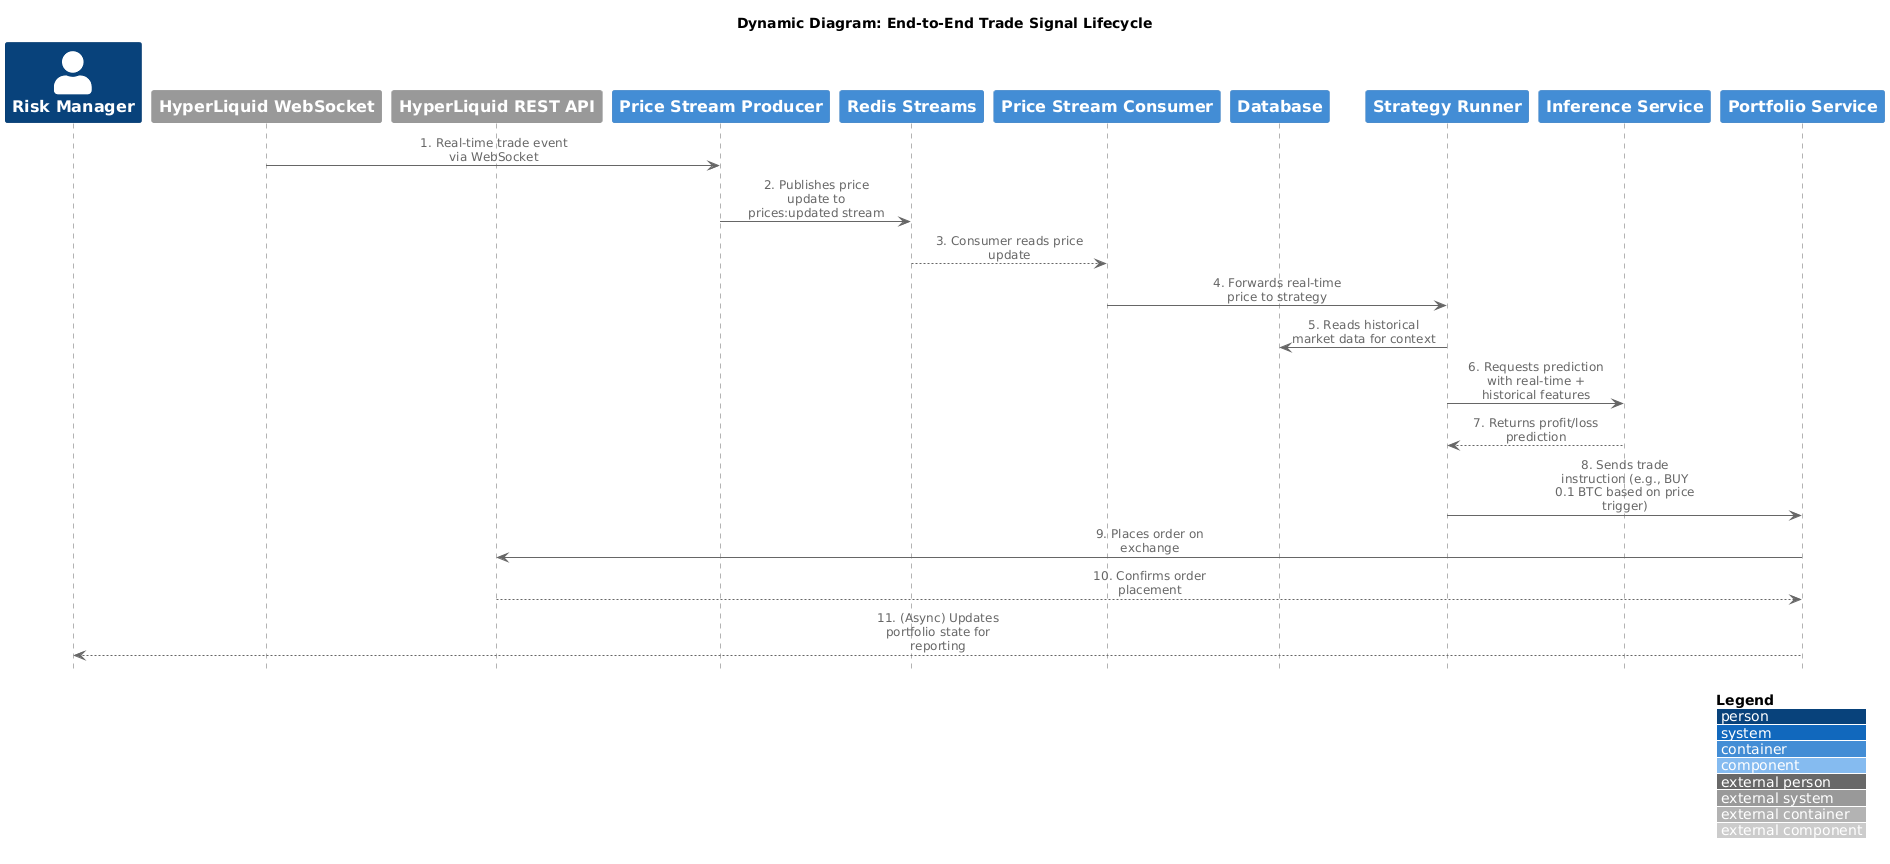 Dynamic Diagram: End-to-End Trade Signal Lifecycle
Risk Manager
HyperLiquid WebSocket
HyperLiquid REST API
Price Stream Producer
Redis Streams
Price Stream Consumer
Database
Strategy Runner
Inference Service
Portfolio Service
1. Real-time trade event
via WebSocket
2. Publishes price
update to
prices:updated stream
3. Consumer reads price
update
4. Forwards real-time
price to strategy
5. Reads historical
market data for context
6. Requests prediction
with real-time +
historical features
7. Returns profit/loss
prediction
8. Sends trade
instruction (e.g., BUY
0.1 BTC based on price
trigger)
9. Places order on
exchange
10. Confirms order
placement
11. (Async) Updates
portfolio state for
reporting
Legend
person
system
container
component
external person
external system
external container
external component